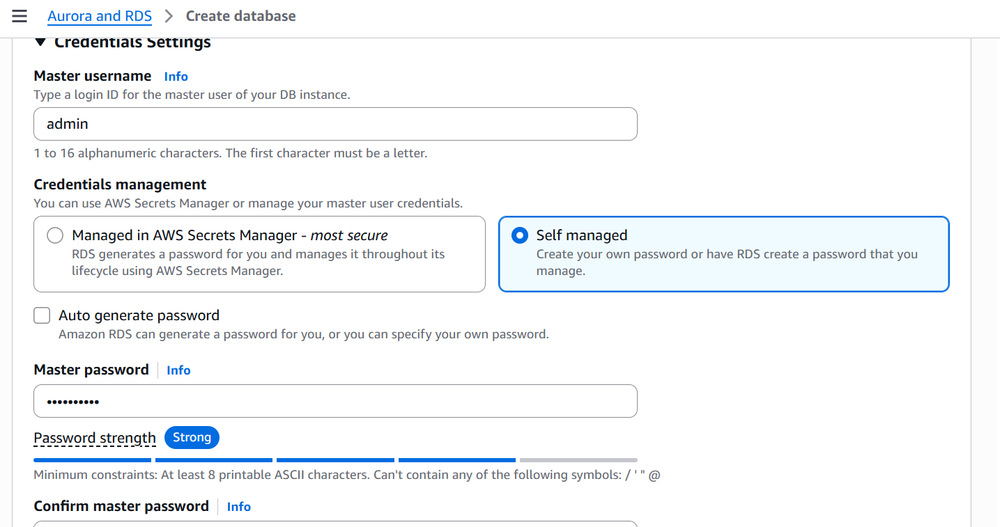 Aurora and RDS > Create database
Credentials Settings
Master username Info
Type a login ID for the master user of your DB instance.
admin
1 to 16 alphanumeric characters. The first character must be a letter.
Credentials management
You can use AWS Secrets Manager or manage your master user credentials.
Managed in AWS Secrets Manager - most secure
RDS generates a password for you and manages it throughout its
lifecycle using AWS Secrets Manager.
Self managed
Create your own password or have RDS create a password that you
manage.
Auto generate password
Amazon RDS can generate a password for you, or you can specify your own password.
Master password Info
••••••••••
Password strength Strong
Minimum constraints: At least 8 printable ASCII characters. Can't contain any of the following symbols: / ' " @
Confirm master password Info